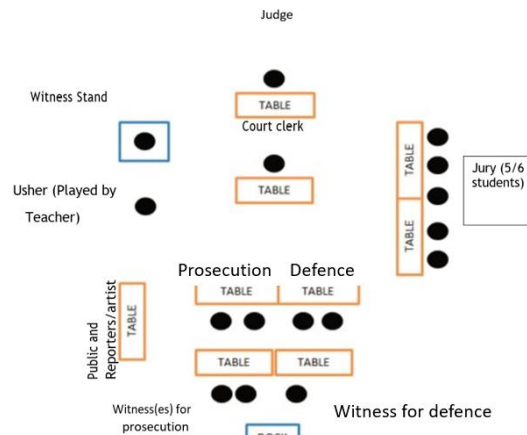 Judge
TABLE
Witness Stand
Court clerk
TABLE
Usher (Played by
Teacher)
TABLE
TABLE
Jury (5/6
students)
Prosecution
Defence
TABLE
TABLE
Public and
Reporters/artist
TABLE
TABLE
TABLE
Witness(es) for
prosecution
Witness for defence